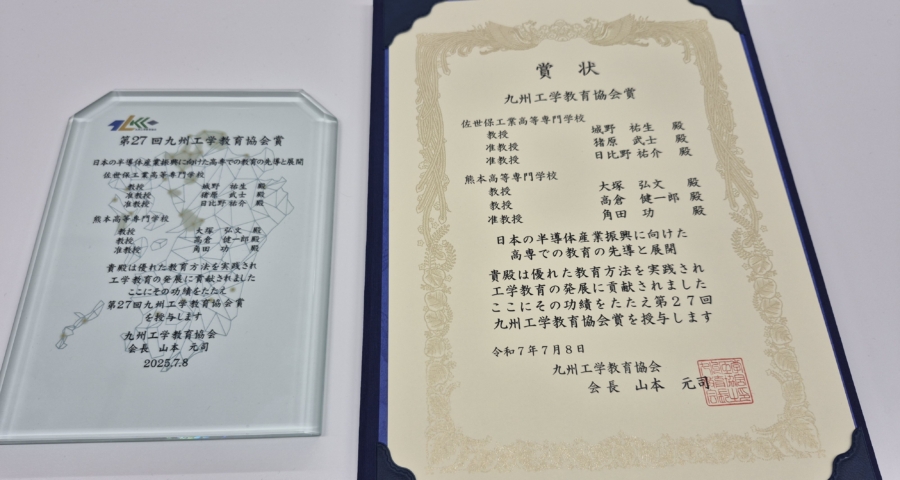 第27回九州工学教育協会賞
日本の半導体産業振興に向けた高専での教育の先導と展開
佐世保工業高等専門学校
教授 城野 祐生 殿
准教授 猪原 武士 殿
准教授 日比野祐介 殿
熊本高等専門学校
教授 大塚 弘文 殿
教授 高倉 健一郎 殿
准教授 角田 功 殿
貴殿は優れた教育方法を実践され
工学教育の発展に貢献されました
ここにその功績をたたえ
第27回九州工学教育協会賞
を授与します
九州工学教育協会
会長 山本 元司
2025.7.8
賞状
九州工学教育協会賞
佐世保工業高等専門学校
教授 城野 祐生 殿
准教授 猪原 武士 殿
准教授 日比野 祐介 殿
熊本高等専門学校
教授 大塚 弘文 殿
教授 高倉 健一郎 殿
准教授 角田 功 殿
日本の半導体産業振興に向けた
高専での教育の先導と展開
貴殿は優れた教育方法を実践され
工学教育の発展に貢献されました
ここにその功績をたたえ第27回
九州工学教育協会賞を授与します
令和7年7月8日
九州工学教育協会
会長 山本 元司